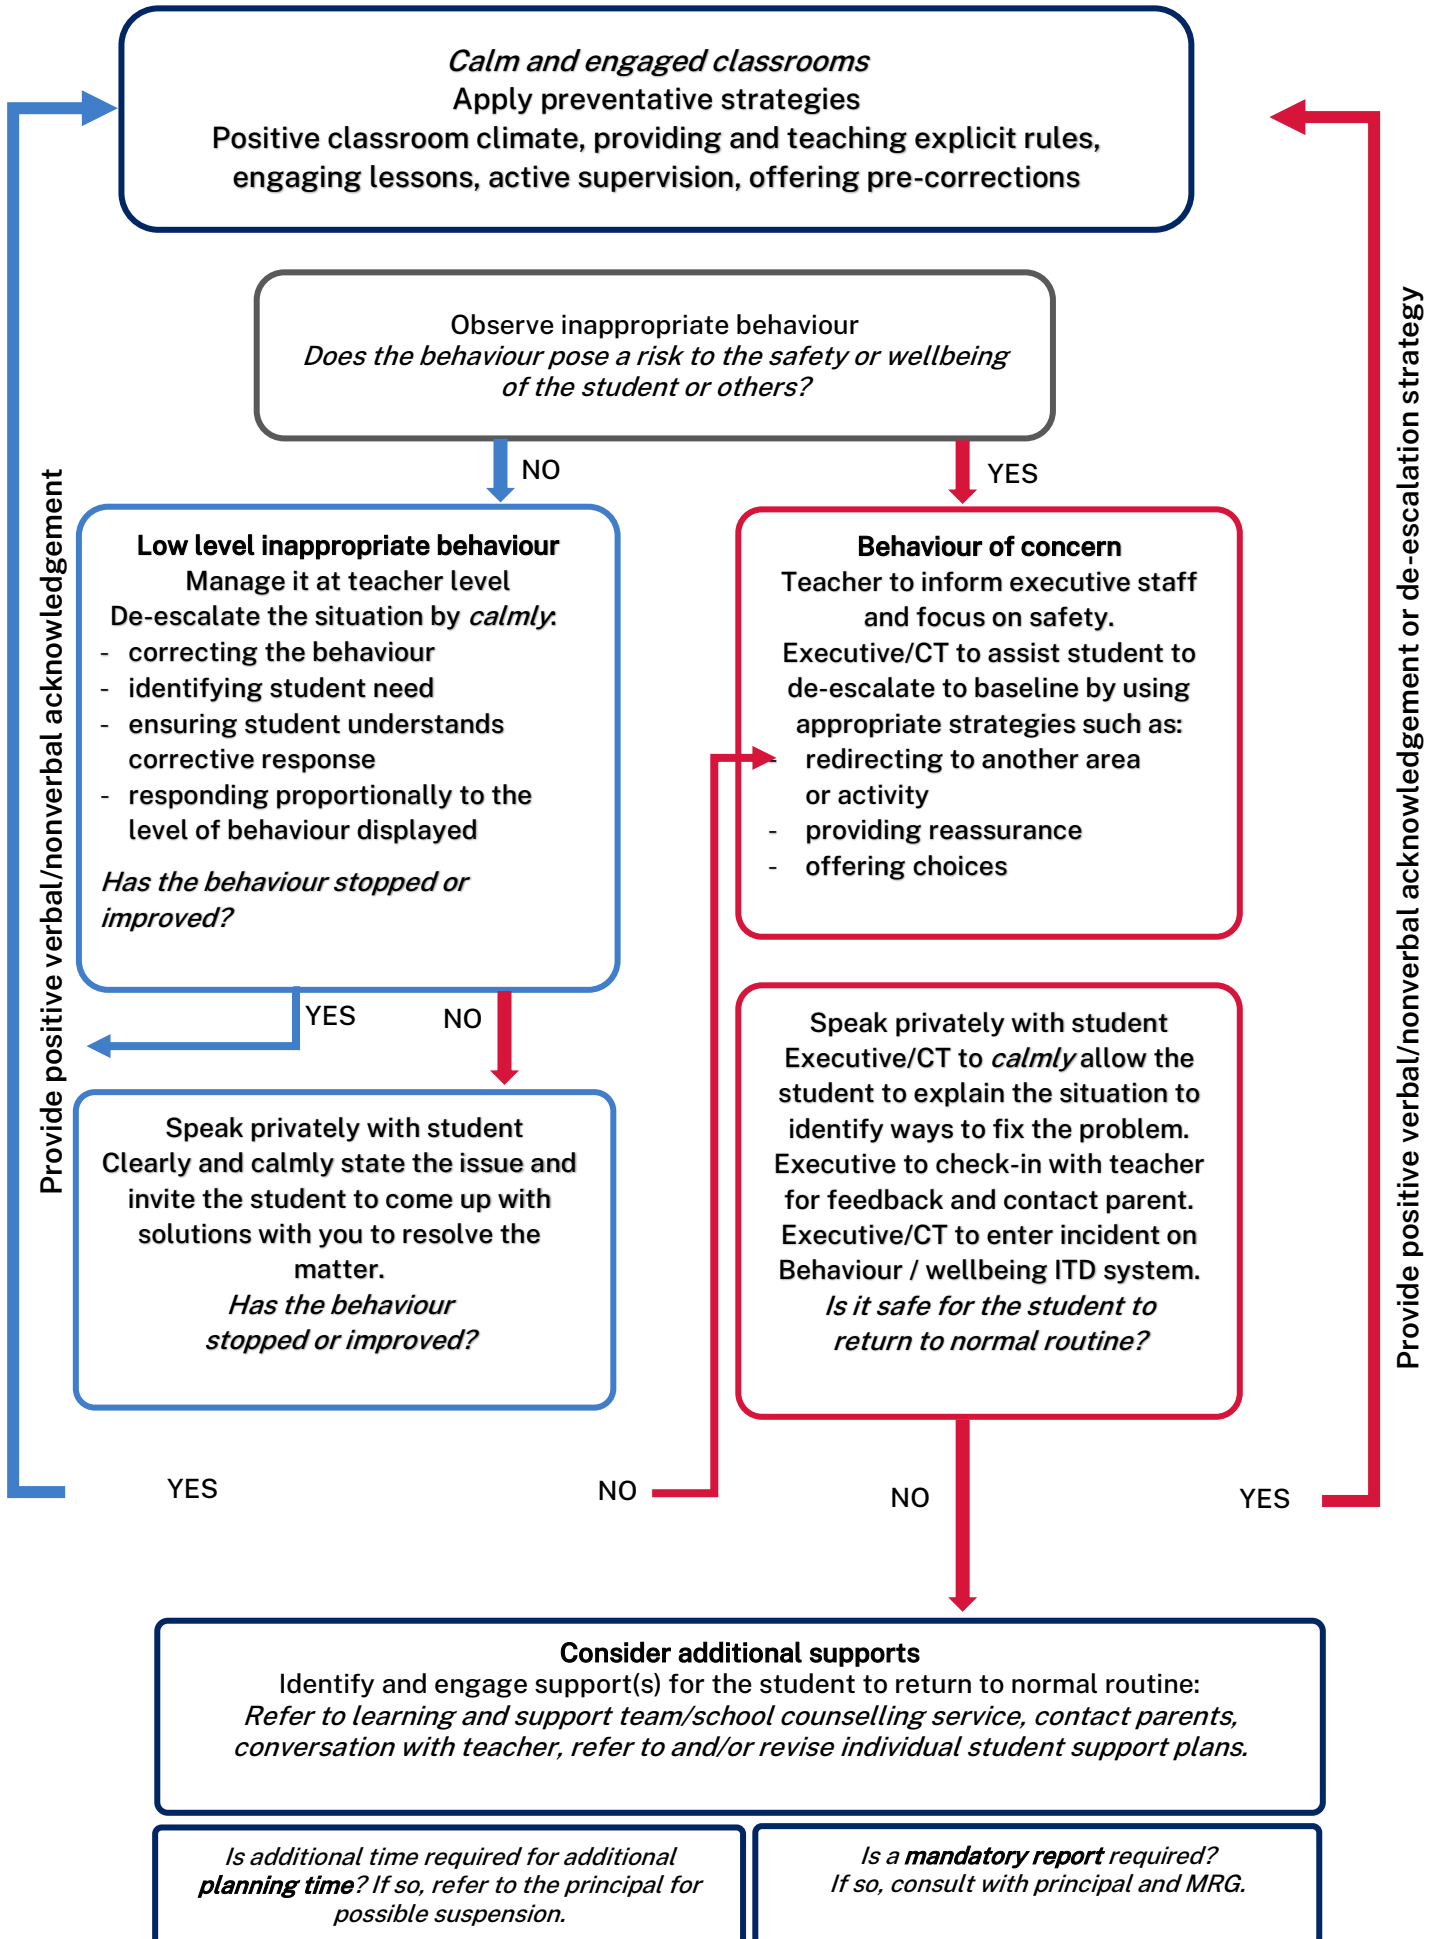 Calm and engaged classrooms
Apply preventative strategies
Positive classroom climate, providing and teaching explicit rules,
engaging lessons, active supervision, offering pre-corrections
Observe inappropriate behaviour
Does the behaviour pose a risk to the safety or wellbeing
of the student or others?
NO
YES
Low level inappropriate behaviour
Manage it at teacher level
De-escalate the situation by calmly:
- correcting the behaviour
- identifying student need
- ensuring student understands
corrective response
- responding proportionally to the
level of behaviour displayed
Has the behaviour stopped or
improved?
Behaviour of concern
Teacher to inform executive staff
and focus on safety.
Executive/CT to assist student to
de-escalate to baseline by using
appropriate strategies such as:
- redirecting to another area
or activity
- providing reassurance
- offering choices
YES
NO
Speak privately with student
Clearly and calmly state the issue and
invite the student to come up with
solutions with you to resolve the
matter.
Has the behaviour
stopped or improved?
Speak privately with student
Executive/CT to calmly allow the
student to explain the situation to
identify ways to fix the problem.
Executive to check-in with teacher
for feedback and contact parent.
Executive/CT to enter incident on
Behaviour / wellbeing ITD system.
Is it safe for the student to
return to normal routine?
YES
NO
NO
YES
Provide positive verbal/nonverbal acknowledgement
Provide positive verbal/nonverbal acknowledgement or de-escalation strategy
Consider additional supports
Identify and engage support(s) for the student to return to normal routine:
Refer to learning and support team/school counselling service, contact parents,
conversation with teacher, refer to and/or revise individual student support plans.
Is additional time required for additional
planning time? If so, refer to the principal for
possible suspension.
Is a mandatory report required?
If so, consult with principal and MRG.